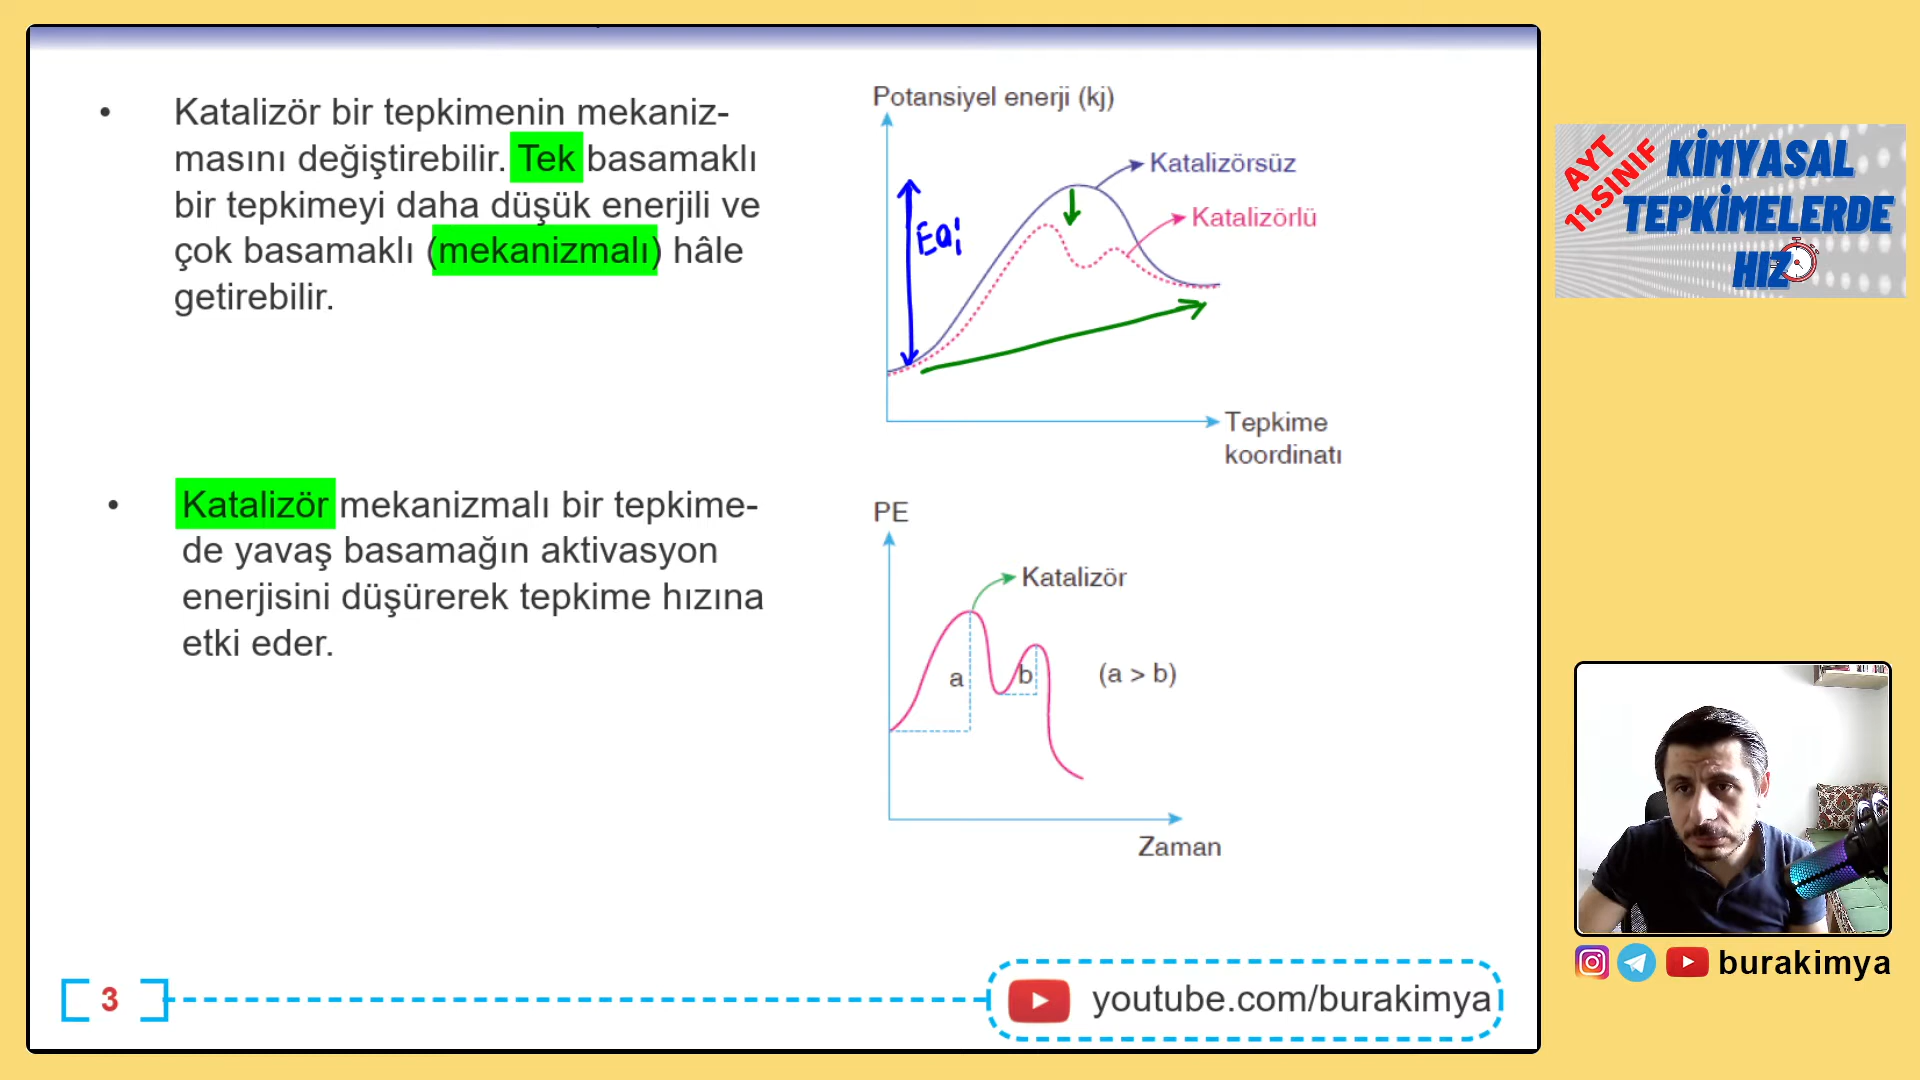 • Katalizör bir tepkimenin mekaniz-
masını değiştirebilir. Tek basamaklı
bir tepkimeyi daha düşük enerjili ve
çok basamaklı (mekanizmalı) hâle
getirebilir.
Potansiyel enerji (kj)
Katalizörsüz
Katalizörlü
Eai
Tepkime
koordinatı
• Katalizör mekanizmalı bir tepkime-
de yavaş basamağın aktivasyon
enerjisini düşürerek tepkime hızına
etki eder.
PE
Katalizör
a
b
(a > b)
Zaman
3
youtube.com/burakimya
AYT
11.SINIF
KİMYASAL
TEPKİMELERDE
HIZ
burakimya